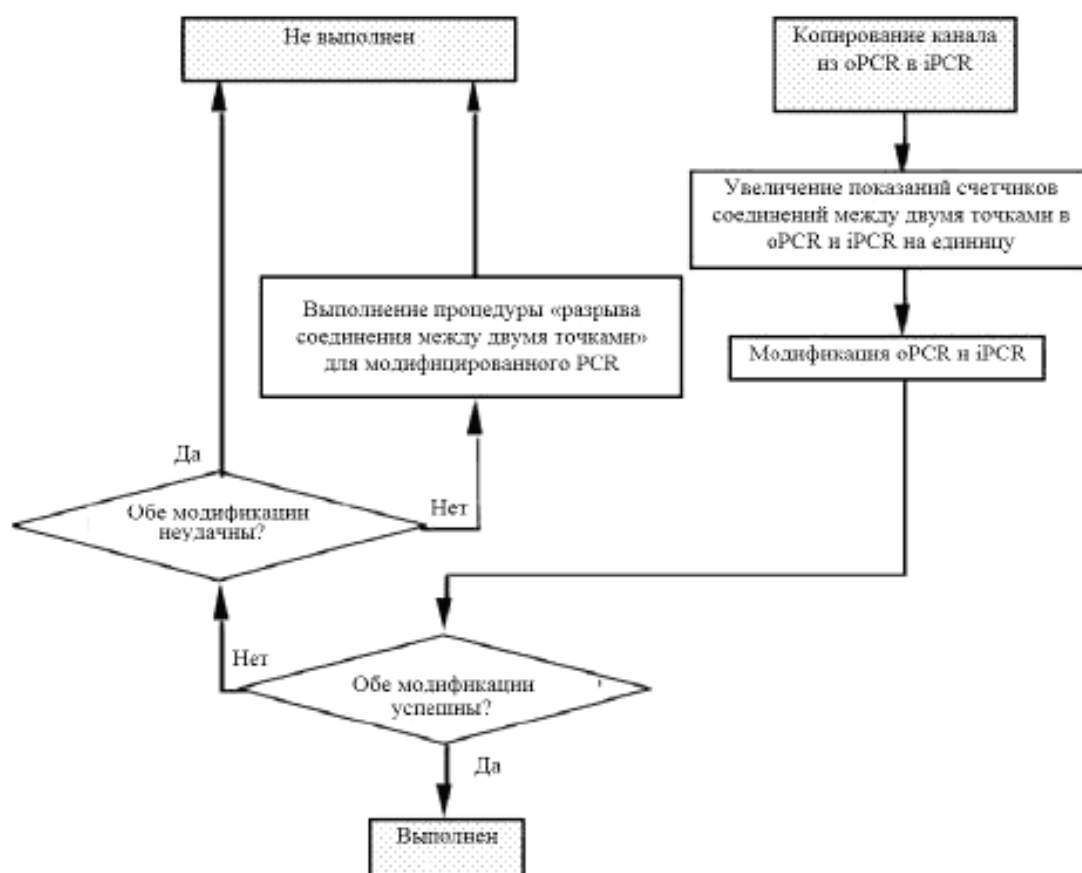 Не выполнен
Копирование канала
из oPCR в iPCR
Увеличение показаний счетчиков
соединений между двумя точками в
oPCR и iPCR на единицу
Выполнение процедуры «разрыва
соединения между двумя точками»
для модифицированного PCR
Модификация oPCR и iPCR
Да
Обе модификации
неудачны?
Нет
Нет
Обе модификации
успешны?
Да
Выполнен